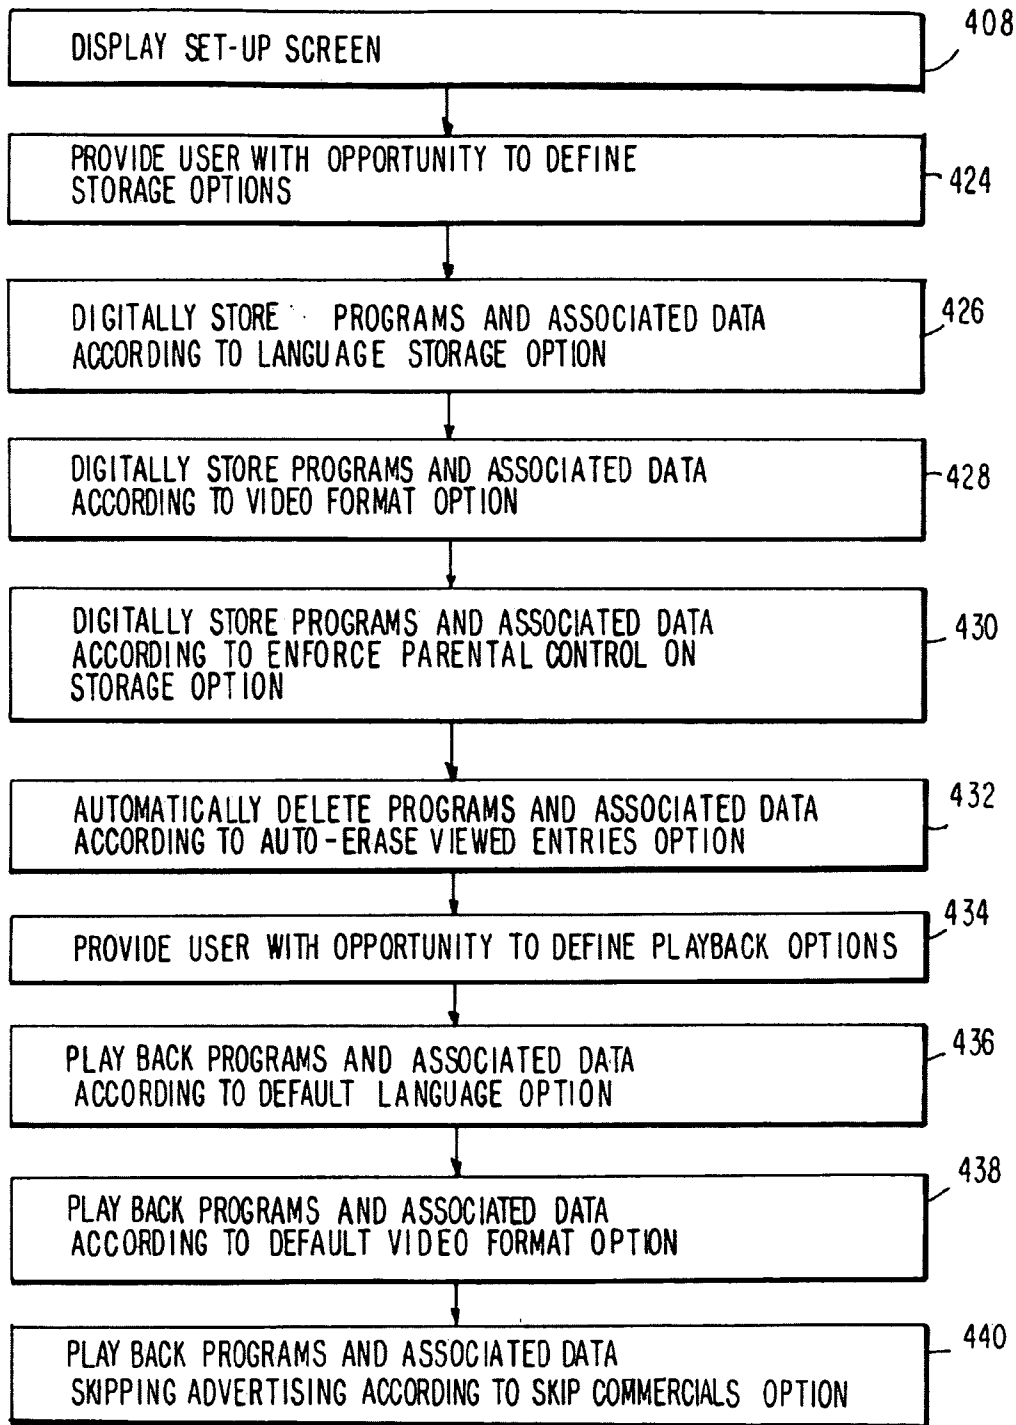 DISPLAY SET-UP SCREEN
408
PROVIDE USER WITH OPPORTUNITY TO DEFINE
STORAGE OPTIONS
424
DIGITALLY STORE PROGRAMS AND ASSOCIATED DATA
ACCORDING TO LANGUAGE STORAGE OPTION
426
DIGITALLY STORE PROGRAMS AND ASSOCIATED DATA
ACCORDING TO VIDEO FORMAT OPTION
428
DIGITALLY STORE PROGRAMS AND ASSOCIATED DATA
ACCORDING TO ENFORCE PARENTAL CONTROL ON
STORAGE OPTION
430
AUTOMATICALLY DELETE PROGRAMS AND ASSOCIATED DATA
ACCORDING TO AUTO-ERASE VIEWED ENTRIES OPTION
432
PROVIDE USER WITH OPPORTUNITY TO DEFINE PLAYBACK OPTIONS
434
PLAY BACK PROGRAMS AND ASSOCIATED DATA
ACCORDING TO DEFAULT LANGUAGE OPTION
436
PLAY BACK PROGRAMS AND ASSOCIATED DATA
ACCORDING TO DEFAULT VIDEO FORMAT OPTION
438
PLAY BACK PROGRAMS AND ASSOCIATED DATA
SKIPPING ADVERTISING ACCORDING TO SKIP COMMERCIALS OPTION
440